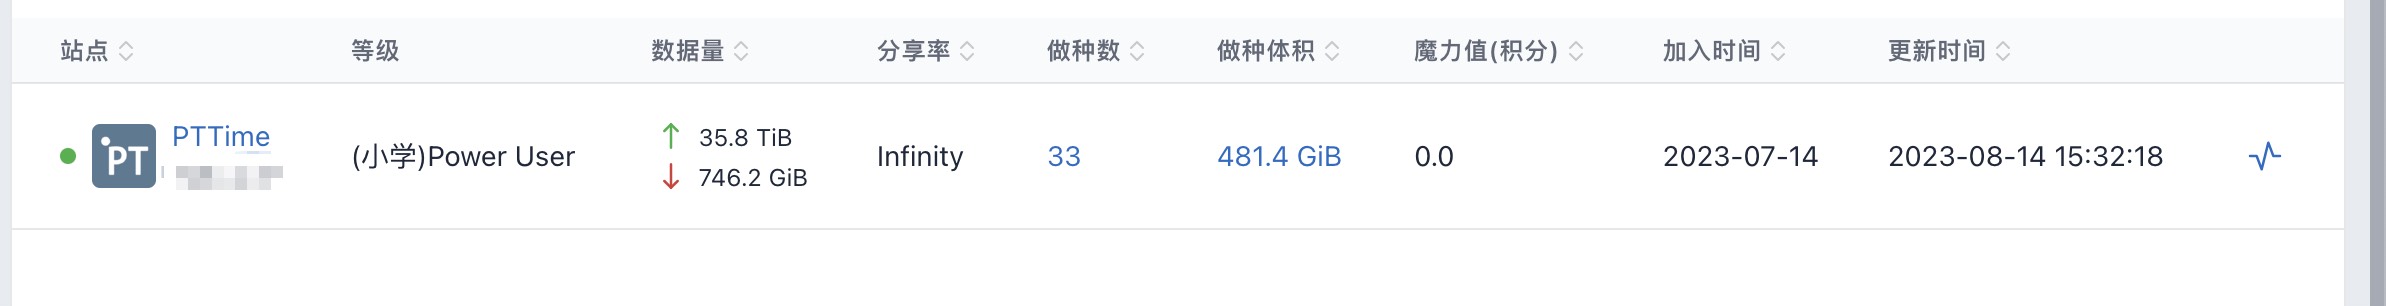 站点 等级 数据量 分享率 做种数 做种体积 魔力值(积分) 加入时间 更新时间
PT PTTime (小学)Power User 35.8 TiB Infinity 33 481.4 GiB 0.0 2023-07-14 2023-08-14 15:32:18
746.2 GiB